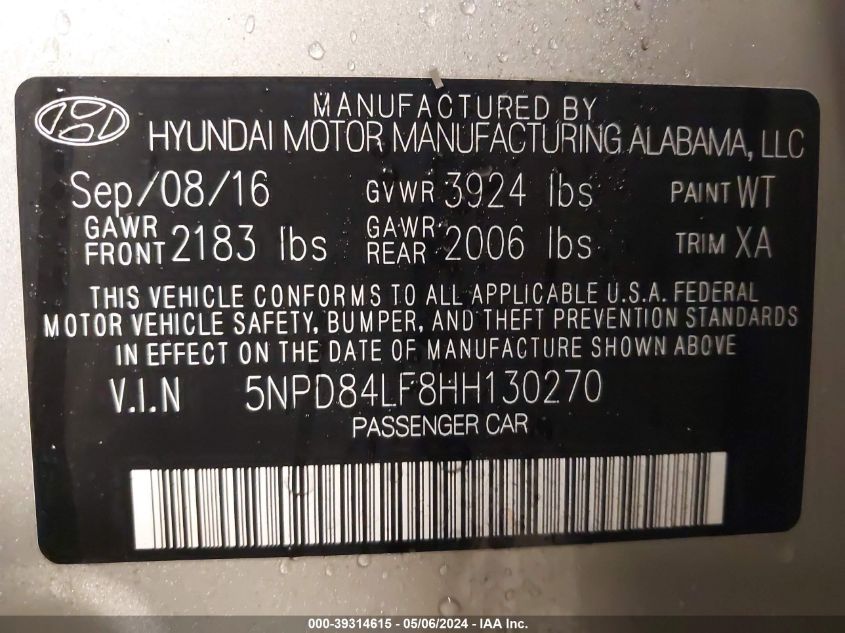 MANUFACTURED BY
HYUNDAI MOTOR MANUFACTURING ALABAMA, LLC
Sep/08/16 GVWR 3924 lbs PAINT WT
GAWR FRONT 2183 lbs GAWR REAR 2006 lbs TRIM XA
THIS VEHICLE CONFORMS TO ALL APPLICABLE U.S.A. FEDERAL
MOTOR VEHICLE SAFETY, BUMPER, AND THEFT PREVENTION STANDARDS
IN EFFECT ON THE DATE OF MANUFACTURE SHOWN ABOVE
V.I.N 5NPD84LF8HH130270
PASSENGER CAR
000-39314615 - 05/06/2024 - IAA Inc.